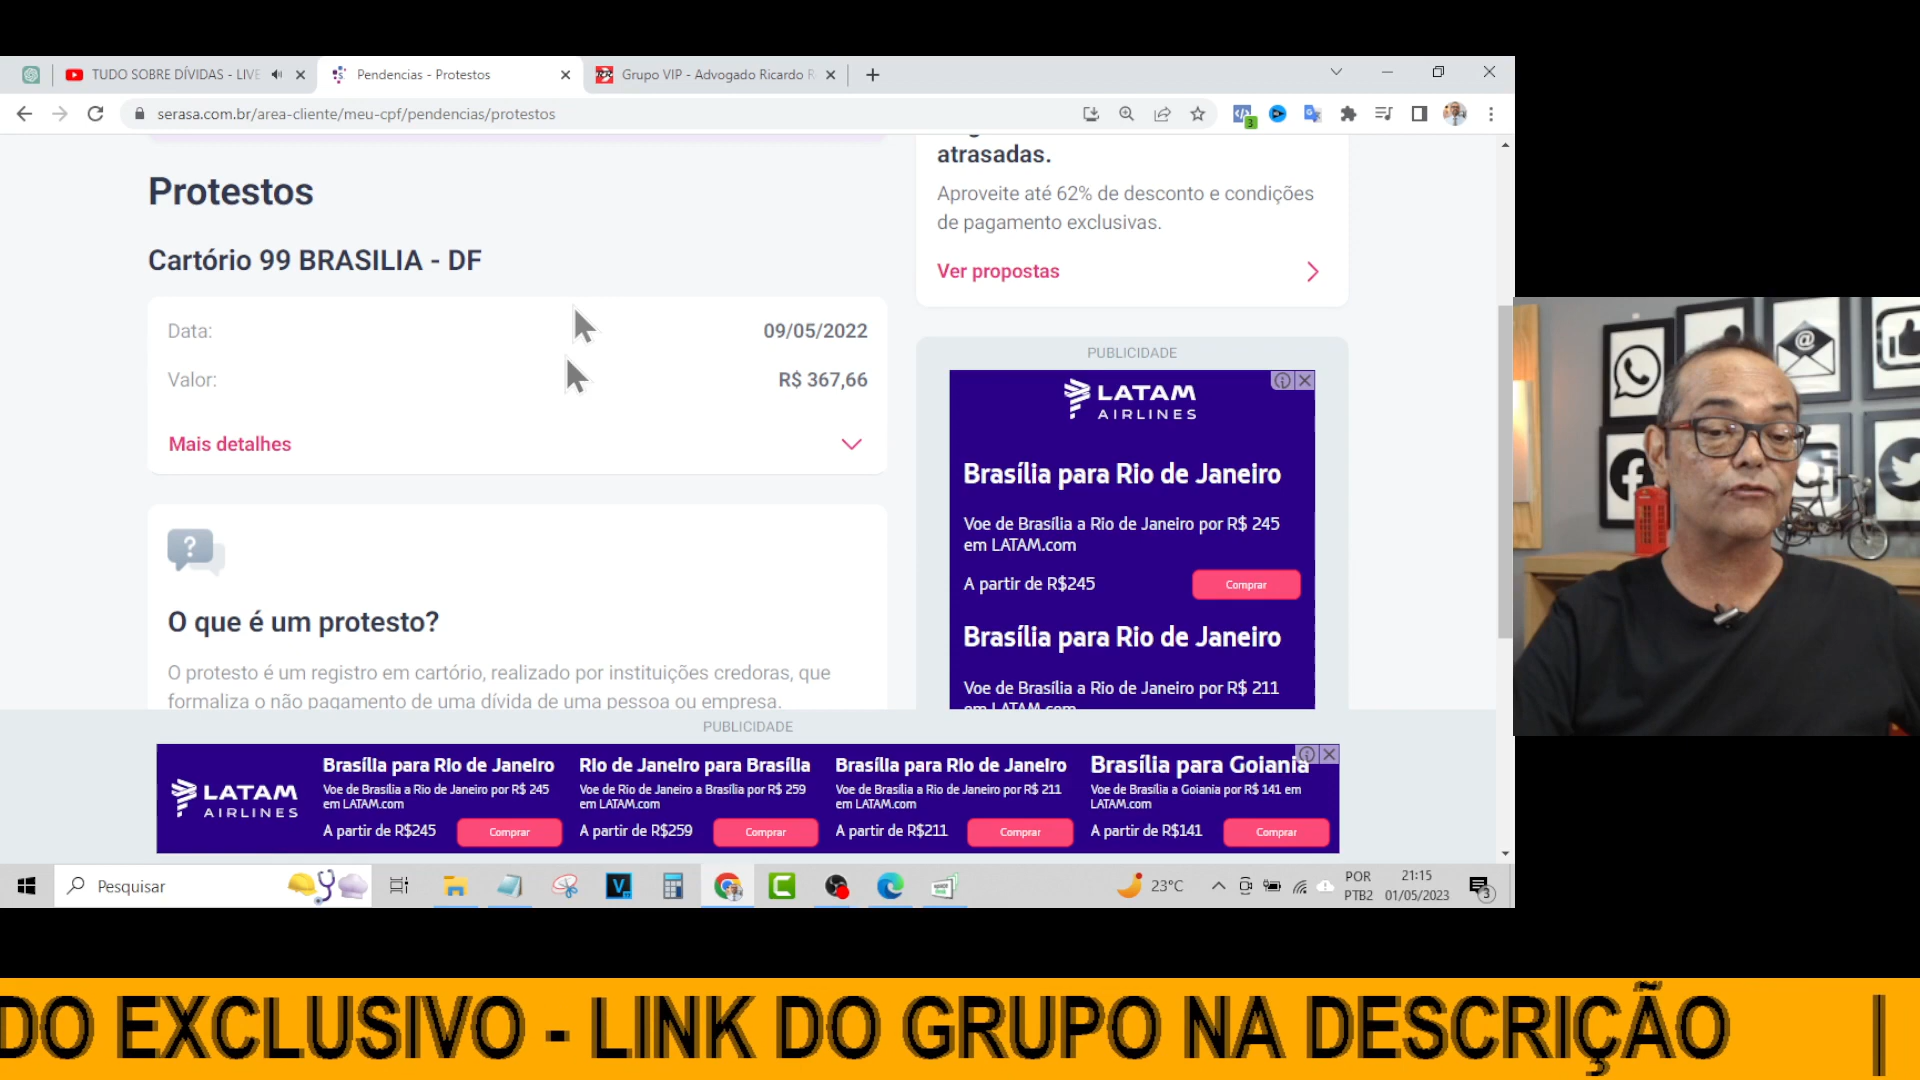 TUDO SOBRE DÍVIDAS - LIVE
Pendencias - Protestos
Grupo VIP - Advogado Ricardo R
serasa.com.br/area-cliente/meu-cpf/pendencias/protestos
3
Protestos
Cartório 99 BRASILIA - DF
Data:
09/05/2022
Valor:
R$ 367,66
Mais detalhes
?
O que é um protesto?
O protesto é um registro em cartório, realizado por instituições credoras, que
formaliza o não pagamento de uma dívida de uma pessoa ou empresa.
atrasadas.
Aproveite até 62% de desconto e condições
de pagamento exclusivas.
Ver propostas
PUBLICIDADE
LATAM
AIRLINES
Brasília para Rio de Janeiro
Voe de Brasília a Rio de Janeiro por R$ 245
em LATAM.com
A partir de R$245
Comprar
Brasília para Rio de Janeiro
Voe de Brasília a Rio de Janeiro por R$ 211
em LATAM.com
PUBLICIDADE
LATAM
AIRLINES
Brasília para Rio de Janeiro
Voe de Brasília a Rio de Janeiro por R$ 245
em LATAM.com
A partir de R$245
Comprar
Rio de Janeiro para Brasília
Voe de Rio de Janeiro a Brasília por R$ 259
em LATAM.com
A partir de R$259
Comprar
Brasília para Rio de Janeiro
Voe de Brasília a Rio de Janeiro por R$ 211
em LATAM.com
A partir de R$211
Comprar
Brasília para Goiania
Voe de Brasília a Goiania por R$ 141 em
LATAM.com
A partir de R$141
Comprar
Pesquisar
23°C
POR
PTB2
21:15
01/05/2023
3
DO EXCLUSIVO - LINK DO GRUPO NA DESCRIÇÃO